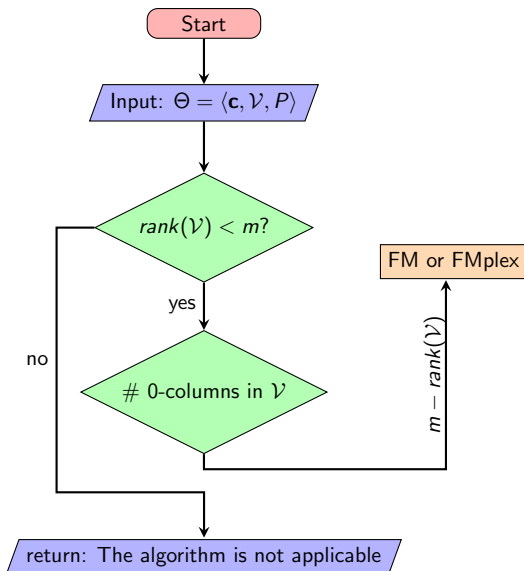 Start
Input: Θ = ⟨c, 𝒱, P⟩
rank(𝒱) < m?
FM or FMplex
yes
m − rank(𝒱)
no
# 0-columns in 𝒱
return: The algorithm is not applicable